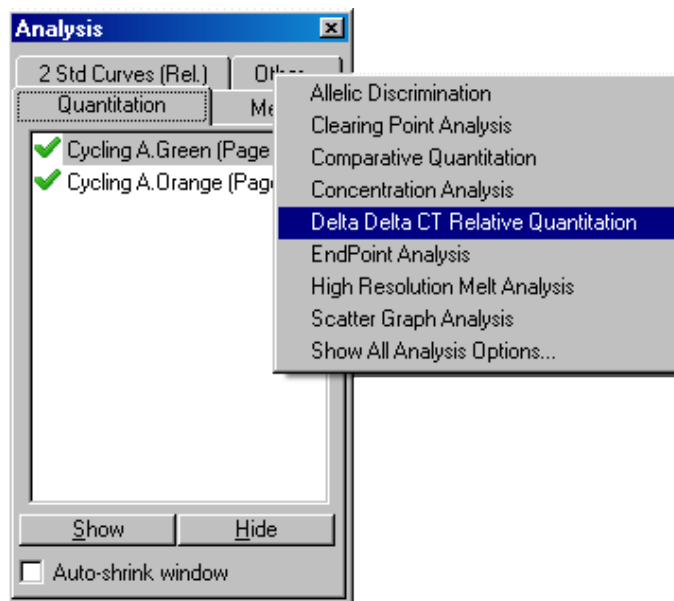 Analysis
2 Std Curves (Rel.)
Quantitation
Cycling A.Green (Page
Cycling A.Orange
Allelic Discrimination
Clearing Point Analysis
Comparative Quantitation
Concentration Analysis
Delta Delta CT Relative Quantitation
EndPoint Analysis
High Resolution Melt Analysis
Scatter Graph Analysis
Show All Analysis Options...
Show
Hide
Auto-shrink window